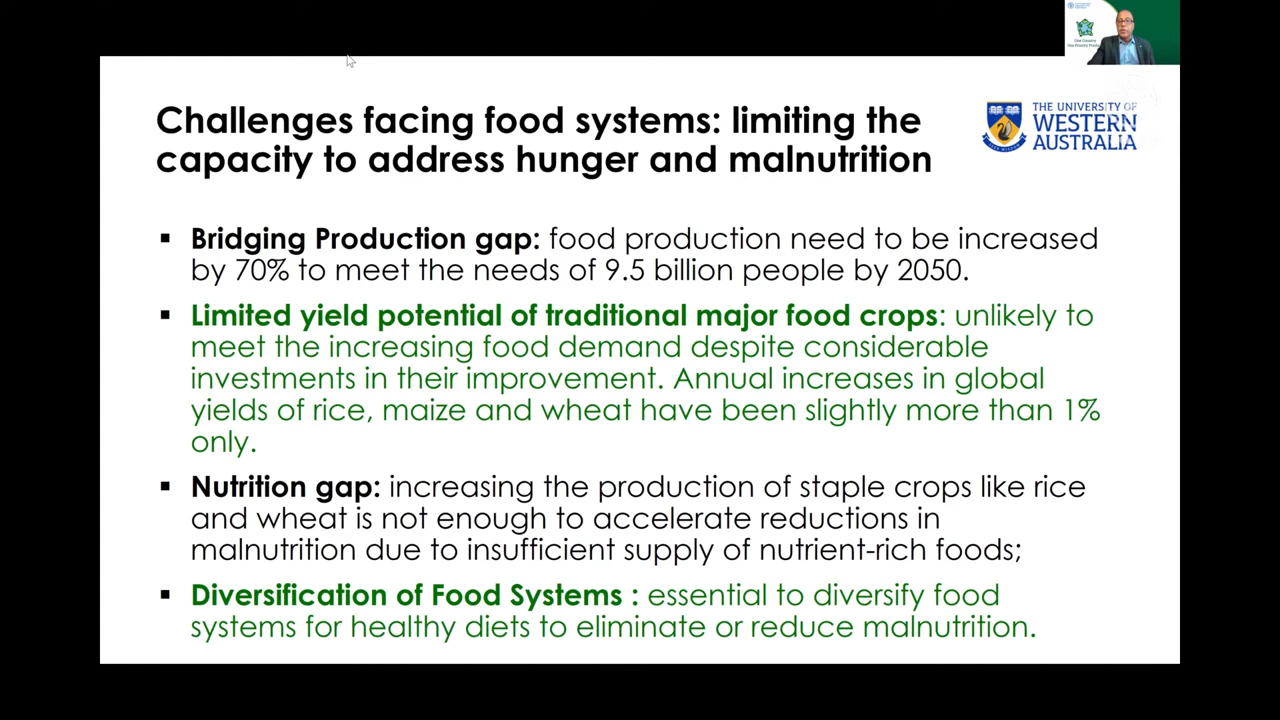 One Country
One Priority Product
Challenges facing food systems: limiting the
capacity to address hunger and malnutrition
THE UNIVERSITY OF
WESTERN
AUSTRALIA
▪ Bridging Production gap: food production need to be increased
by 70% to meet the needs of 9.5 billion people by 2050.
▪ Limited yield potential of traditional major food crops: unlikely to
meet the increasing food demand despite considerable
investments in their improvement. Annual increases in global
yields of rice, maize and wheat have been slightly more than 1%
only.
▪ Nutrition gap: increasing the production of staple crops like rice
and wheat is not enough to accelerate reductions in
malnutrition due to insufficient supply of nutrient-rich foods;
▪ Diversification of Food Systems : essential to diversify food
systems for healthy diets to eliminate or reduce malnutrition.